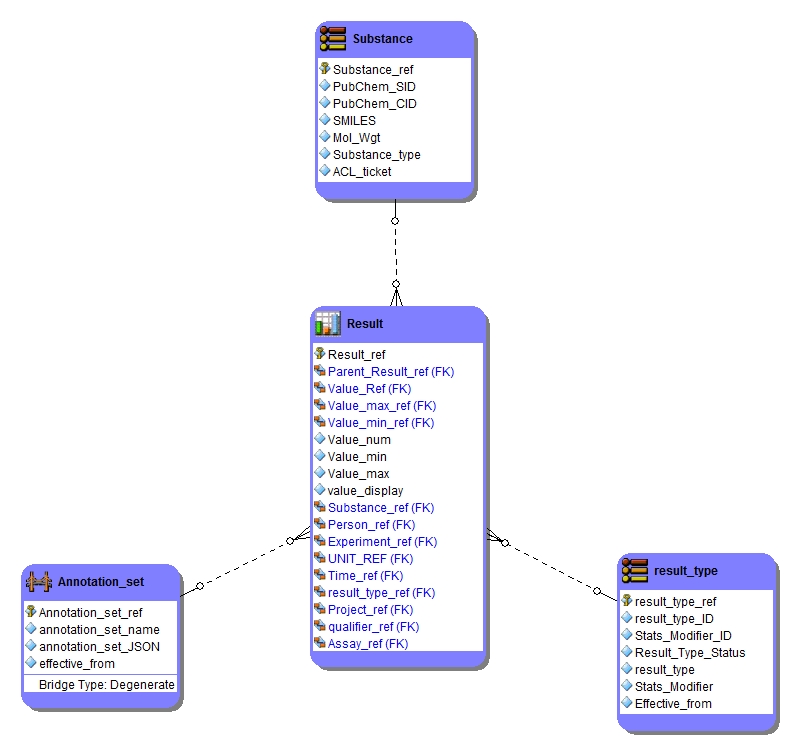 Substance
Substance_ref
PubChem_SID
PubChem_CID
SMILES
Mol_Wgt
Substance_type
ACL_ticket
Result
Result_ref
Parent_Result_ref (FK)
Value_Ref (FK)
Value_max_ref (FK)
Value_min_ref (FK)
Value_num
Value_min
Value_max
value_display
Substance_ref (FK)
Person_ref (FK)
Experiment_ref (FK)
UNIT_REF (FK)
Time_ref (FK)
result_type_ref (FK)
Project_ref (FK)
qualifier_ref (FK)
Assay_ref (FK)
Annotation_set
Annotation_set_ref
annotation_set_name
annotation_set_JSON
effective_from
Bridge Type: Degenerate
result_type
result_type_ref
result_type_ID
Stats_Modifier_ID
Result_Type_Status
result_type
Stats_Modifier
Effective_from